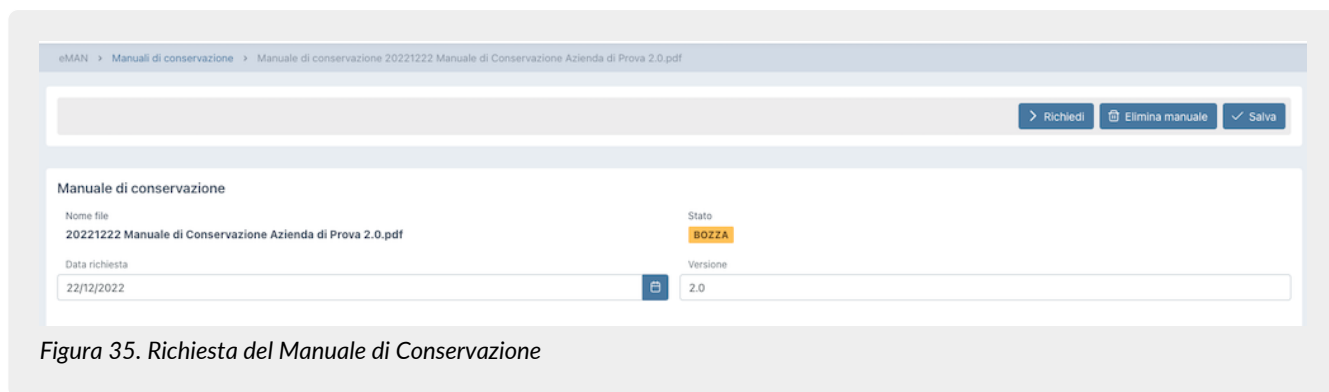 eMAN > Manuali di conservazione > Manuale di conservazione 20221222 Manuale di Conservazione Azienda di Prova 2.0.pdf
Richiedi Elimina manuale Salva
Manuale di conservazione
Nome file Stato
20221222 Manuale di Conservazione Azienda di Prova 2.0.pdf BOZZA
Data richiesta Versione
22/12/2022 2.0
Figura 35. Richiesta del Manuale di Conservazione